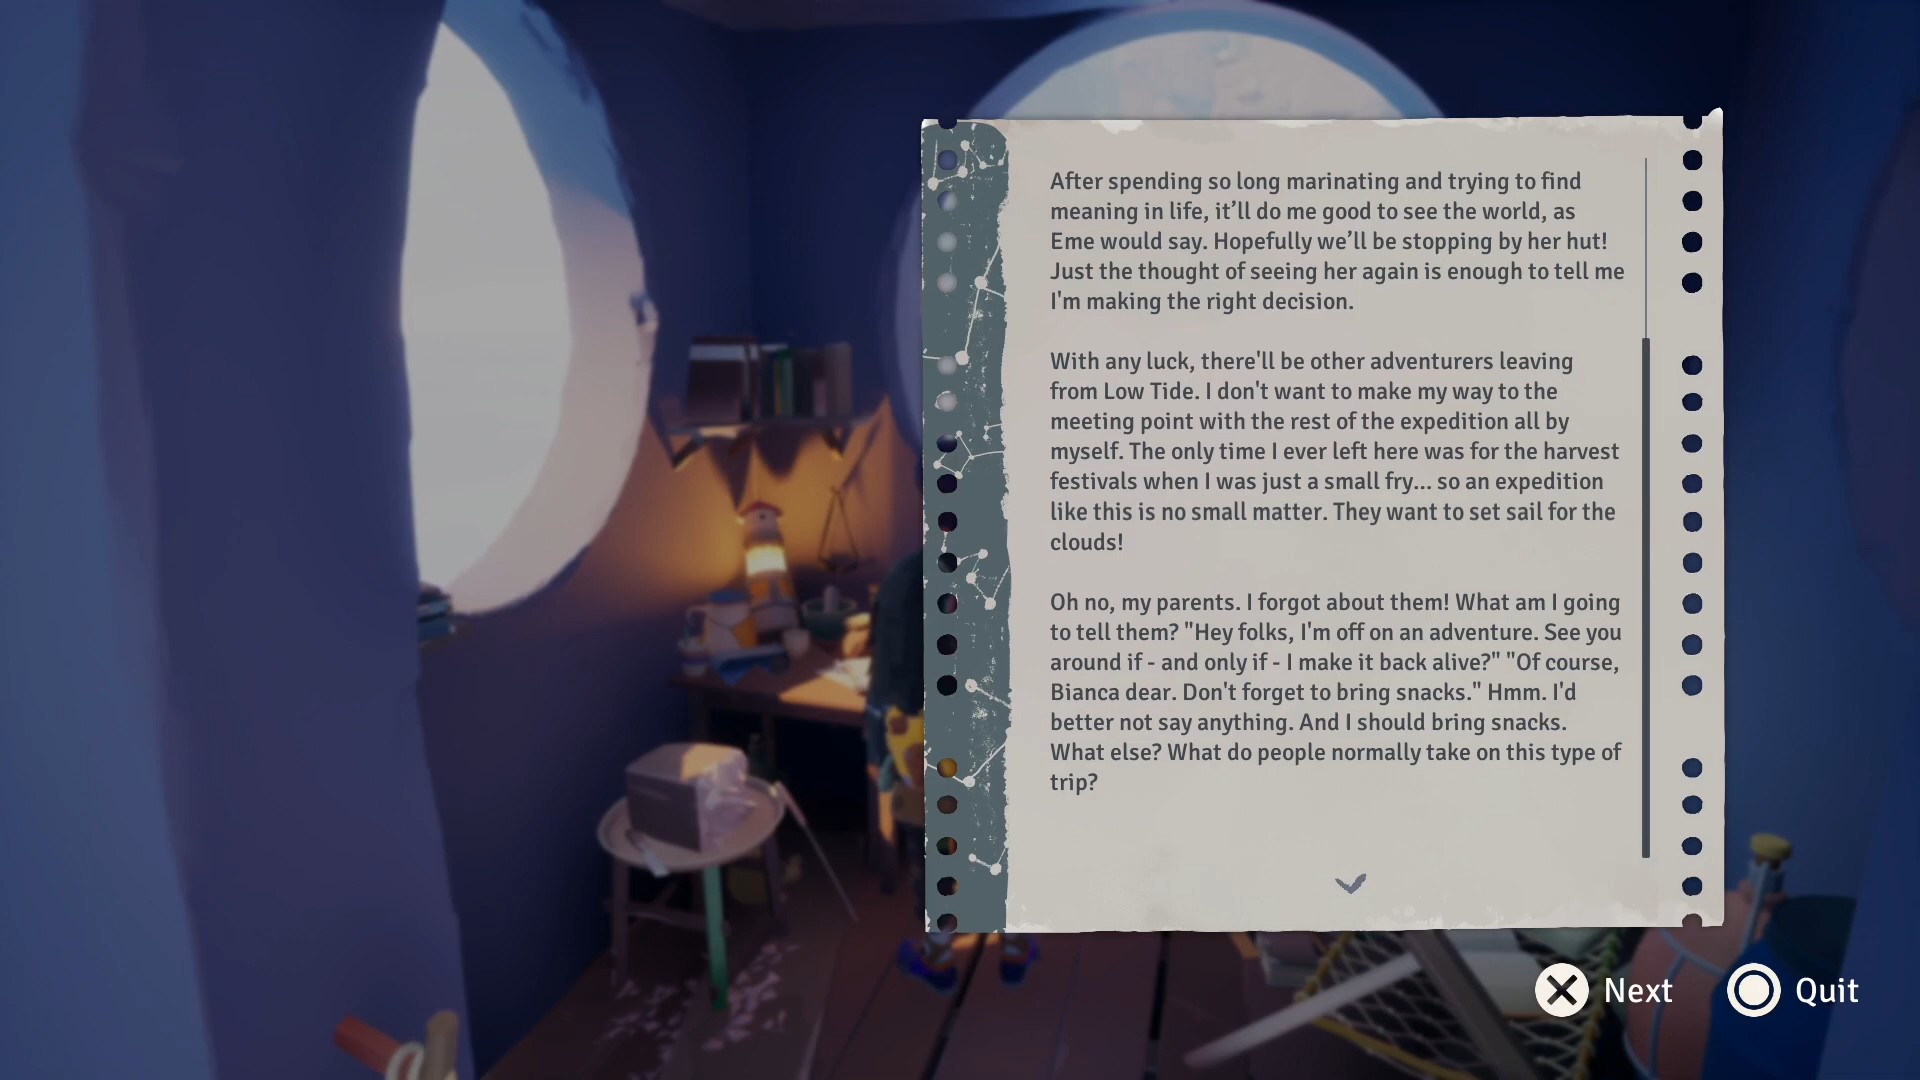 After spending so long marinating and trying to find
meaning in life, it’ll do me good to see the world, as
Eme would say. Hopefully we’ll be stopping by her hut!
Just the thought of seeing her again is enough to tell me
I'm making the right decision.
With any luck, there'll be other adventurers leaving
from Low Tide. I don't want to make my way to the
meeting point with the rest of the expedition all by
myself. The only time I ever left here was for the harvest
festivals when I was just a small fry... so an expedition
like this is no small matter. They want to set sail for the
clouds!
Oh no, my parents. I forgot about them! What am I going
to tell them? "Hey folks, I'm off on an adventure. See you
around if - and only if - I make it back alive?" "Of course,
Bianca dear. Don't forget to bring snacks." Hmm. I'd
better not say anything. And I should bring snacks.
What else? What do people normally take on this type of
trip?
Next
Quit